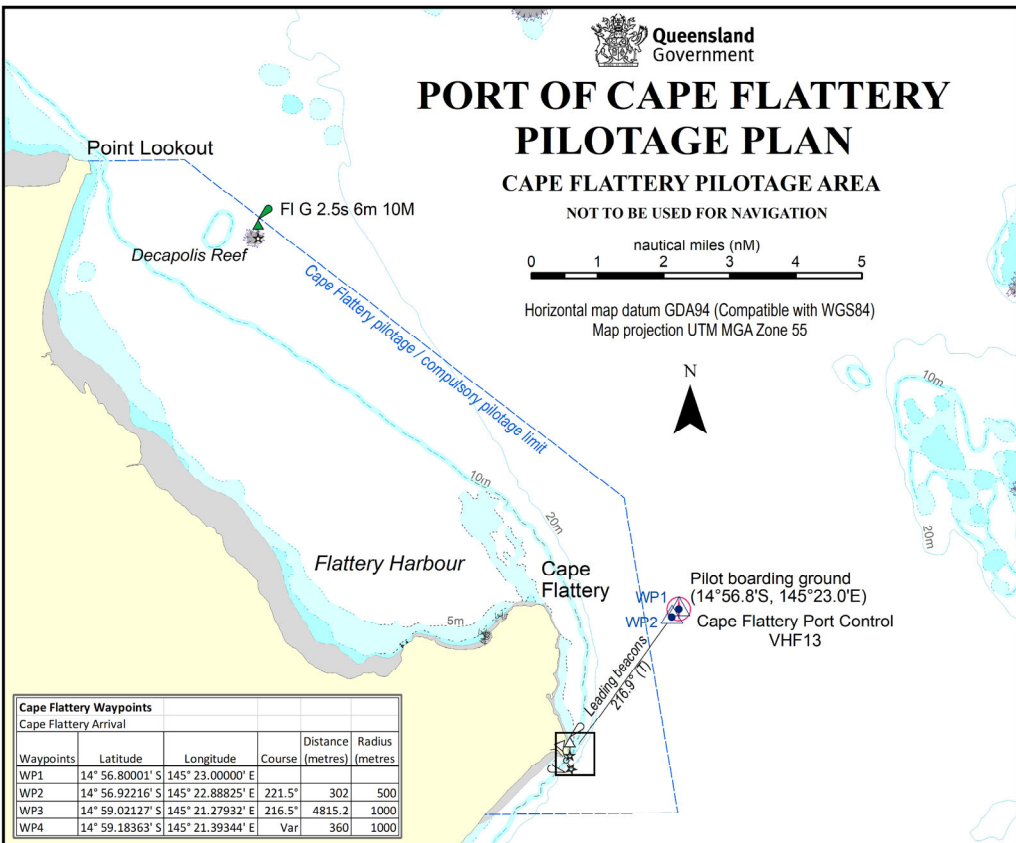 Queensland
Government
PORT OF CAPE FLATTERY
PILOTAGE PLAN
CAPE FLATTERY PILOTAGE AREA
NOT TO BE USED FOR NAVIGATION
nautical miles (nM)
0 1 2 3 4 5
Horizontal map datum GDA94 (Compatible with WGS84)
Map projection UTM MGA Zone 55
N
Point Lookout
Fl G 2.5s 6m 10M
Decapolis Reef
Cape Flattery pilotage / compulsory pilotage limit
10m
20m
10m
20m
Flattery Harbour
Cape
Flattery
5m
WP1
WP2
Pilot boarding ground
(14°56.8'S, 145°23.0'E)
Cape Flattery Port Control
VHF13
Leading beacons
216.9° (T)
Cape Flattery Waypoints
Cape Flattery Arrival
Waypoints Latitude Longitude Course Distance (metres) Radius (metres
WP1 14° 56.80001' S 145° 23.00000' E
WP2 14° 56.92216' S 145° 22.88825' E 221.5° 302 500
WP3 14° 59.02127' S 145° 21.27932' E 216.5° 4815.2 1000
WP4 14° 59.18363' S 145° 21.39344' E Var 360 1000